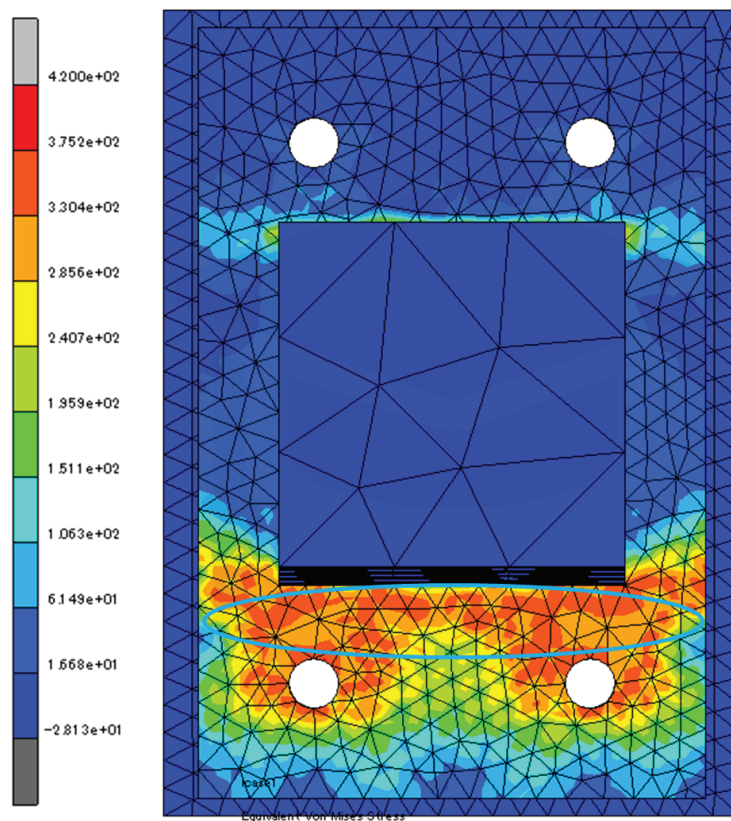 4.200e+02
3.752e+02
3.304e+02
2.856e+02
2.407e+02
1.959e+02
1.511e+02
1.063e+02
6.149e+01
1.668e+01
-2.813e+01
lcase1
Equivalent Von Mises Stress